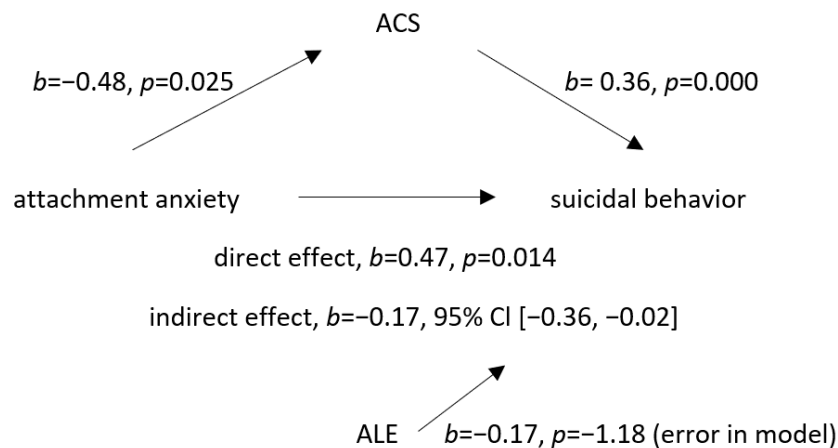 ACS
b=−0.48, p=0.025
b= 0.36, p=0.000
attachment anxiety
suicidal behavior
direct effect, b=0.47, p=0.014
indirect effect, b=−0.17, 95% Cl [−0.36, −0.02]
ALE b=−0.17, p=−1.18 (error in model)